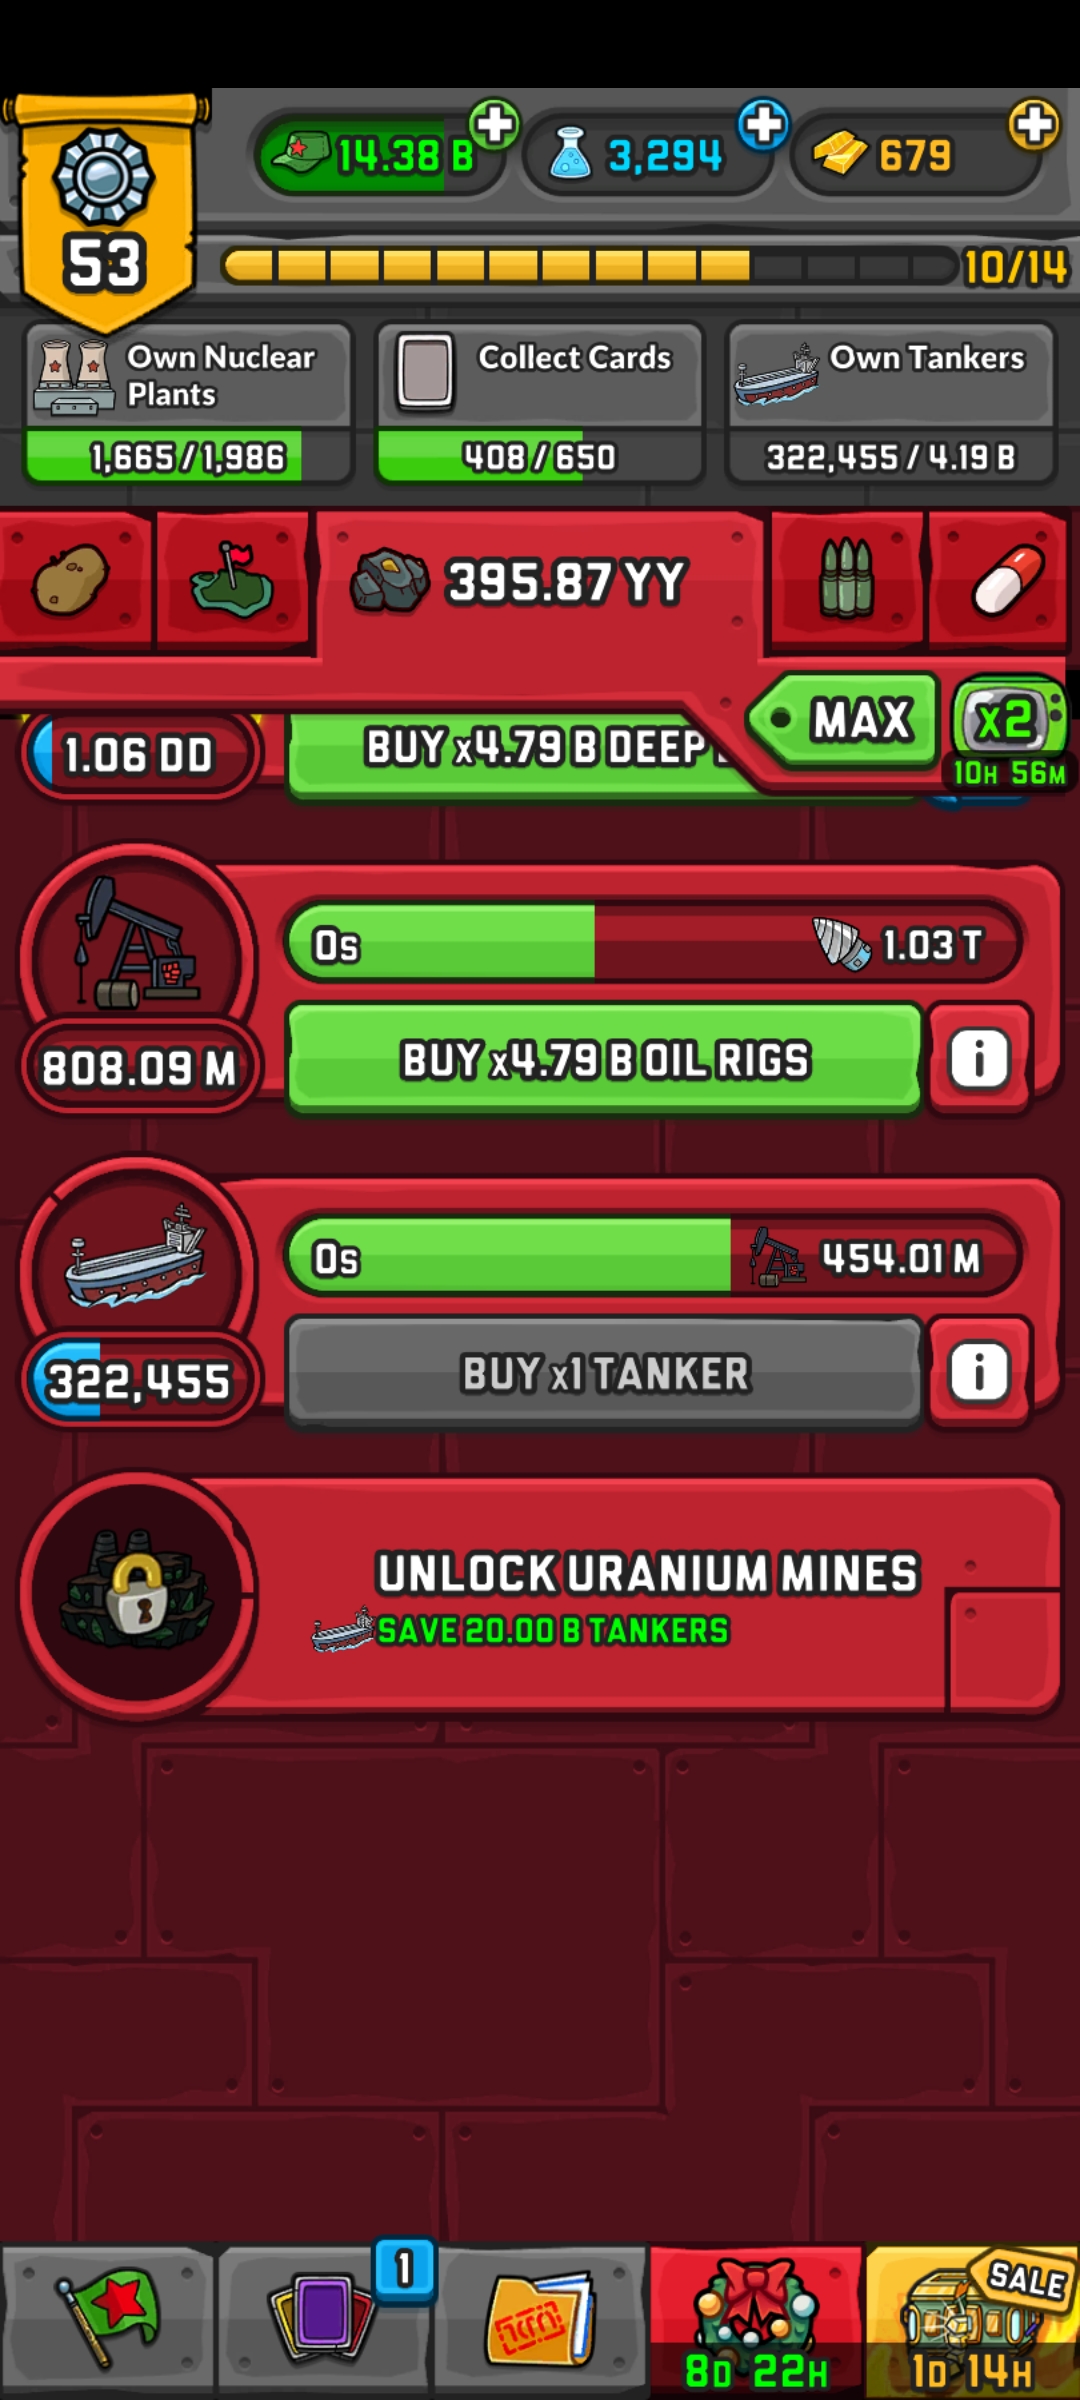 14.38 B
3,294
679
53
10/14
Own Nuclear
Plants
1,665/1,986
Collect Cards
408/650
Own Tankers
322,455/4.19 B
395.87 YY
MAX
x2
10H 56M
1.06 DD
BUY x4.79 B DEEP
0s
1.03 T
808.09 M
BUY x4.79 B OIL RIGS
0s
454.01 M
322,455
BUY x1 TANKER
UNLOCK URANIUM MINES
SAVE 20.00 B TANKERS
1
8D 22H
SALE
1D 14H